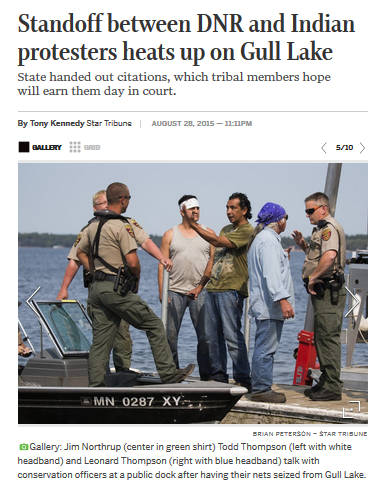 Standoff between DNR and Indian
protesters heats up on Gull Lake
State handed out citations, which tribal members hope
will earn them day in court.
By Tony Kennedy Star Tribune | AUGUST 28, 2015 — 11:11PM
GALLERY GRID 5/10
MN 0287 XY
BRIAN PETERSON – STAR TRIBUNE
Gallery: Jim Northrup (center in green shirt) Todd Thompson (left with white
headband) and Leonard Thompson (right with blue headband) talk with
conservation officers at a public dock after having their nets seized from Gull Lake.